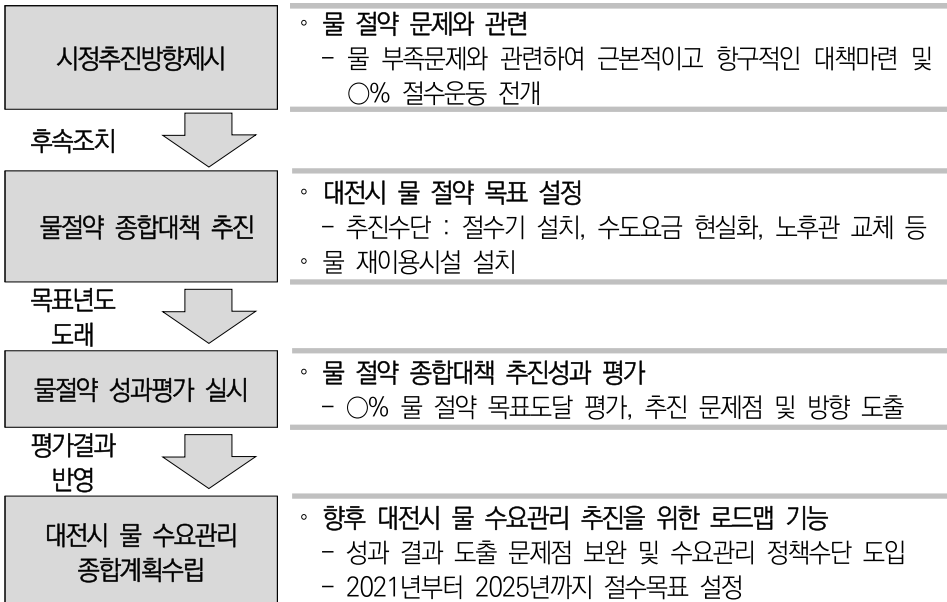 시정추진방향제시
◦ 물 절약 문제와 관련
- 물 부족문제와 관련하여 근본적이고 항구적인 대책마련 및
○% 절수운동 전개
후속조치
물절약 종합대책 추진
◦ 대전시 물 절약 목표 설정
- 추진수단 : 절수기 설치, 수도요금 현실화, 노후관 교체 등
◦ 물 재이용시설 설치
목표년도
도래
물절약 성과평가 실시
◦ 물 절약 종합대책 추진성과 평가
- ○% 물 절약 목표도달 평가, 추진 문제점 및 방향 도출
평가결과
반영
대전시 물 수요관리
종합계획수립
◦ 향후 대전시 물 수요관리 추진을 위한 로드맵 기능
- 성과 결과 도출 문제점 보완 및 수요관리 정책수단 도입
- 2021년부터 2025년까지 절수목표 설정